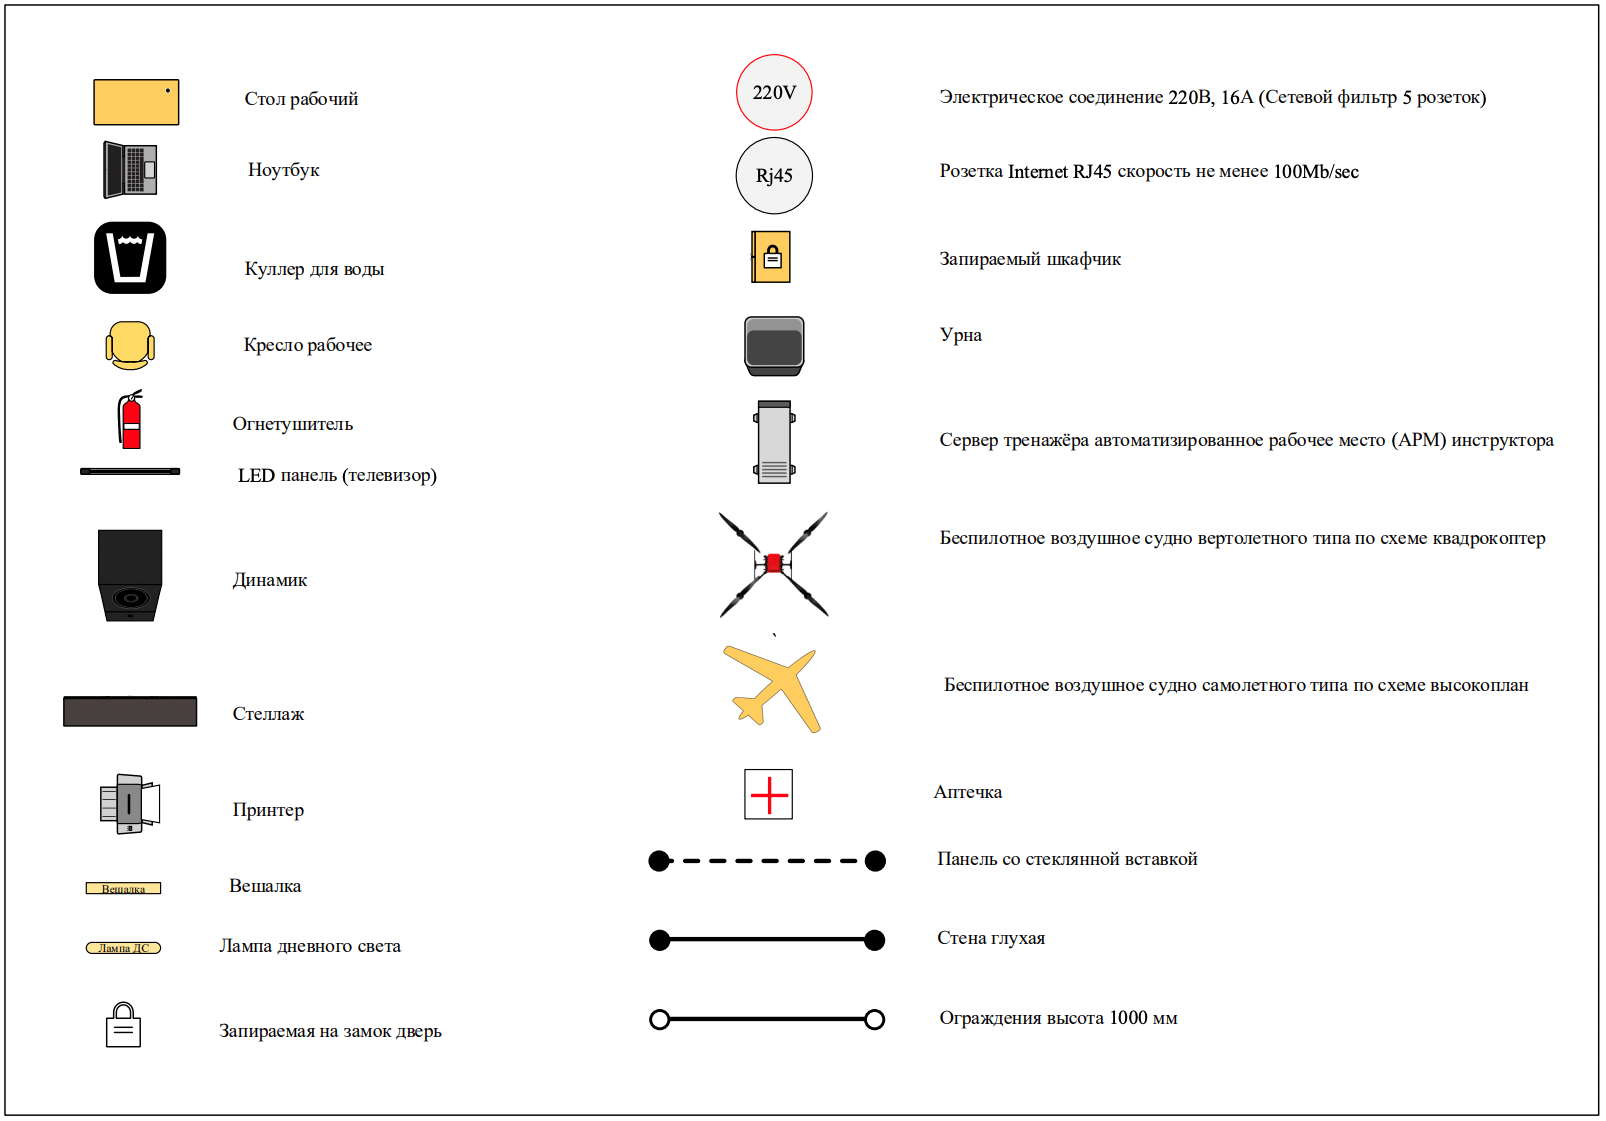 Стол рабочий
Ноутбук
Куллер для воды
Кресло рабочее
Огнетушитель
LED панель (телевизор)
Динамик
Стеллаж
Принтер
Вешалка
Вешалка
Лампа ДС
Лампа дневного света
Запираемая на замок дверь
220V
Электрическое соединение 220В, 16А (Сетевой фильтр 5 розеток)
Rj45
Розетка Internet RJ45 скорость не менее 100Mb/sec
Запираемый шкафчик
Урна
Сервер тренажёра автоматизированное рабочее место (АРМ) инструктора
Беспилотное воздушное судно вертолетного типа по схеме квадрокоптер
`
Беспилотное воздушное судно самолетного типа по схеме высокоплан
Аптечка
Панель со стеклянной вставкой
Стена глухая
Ограждения высота 1000 мм